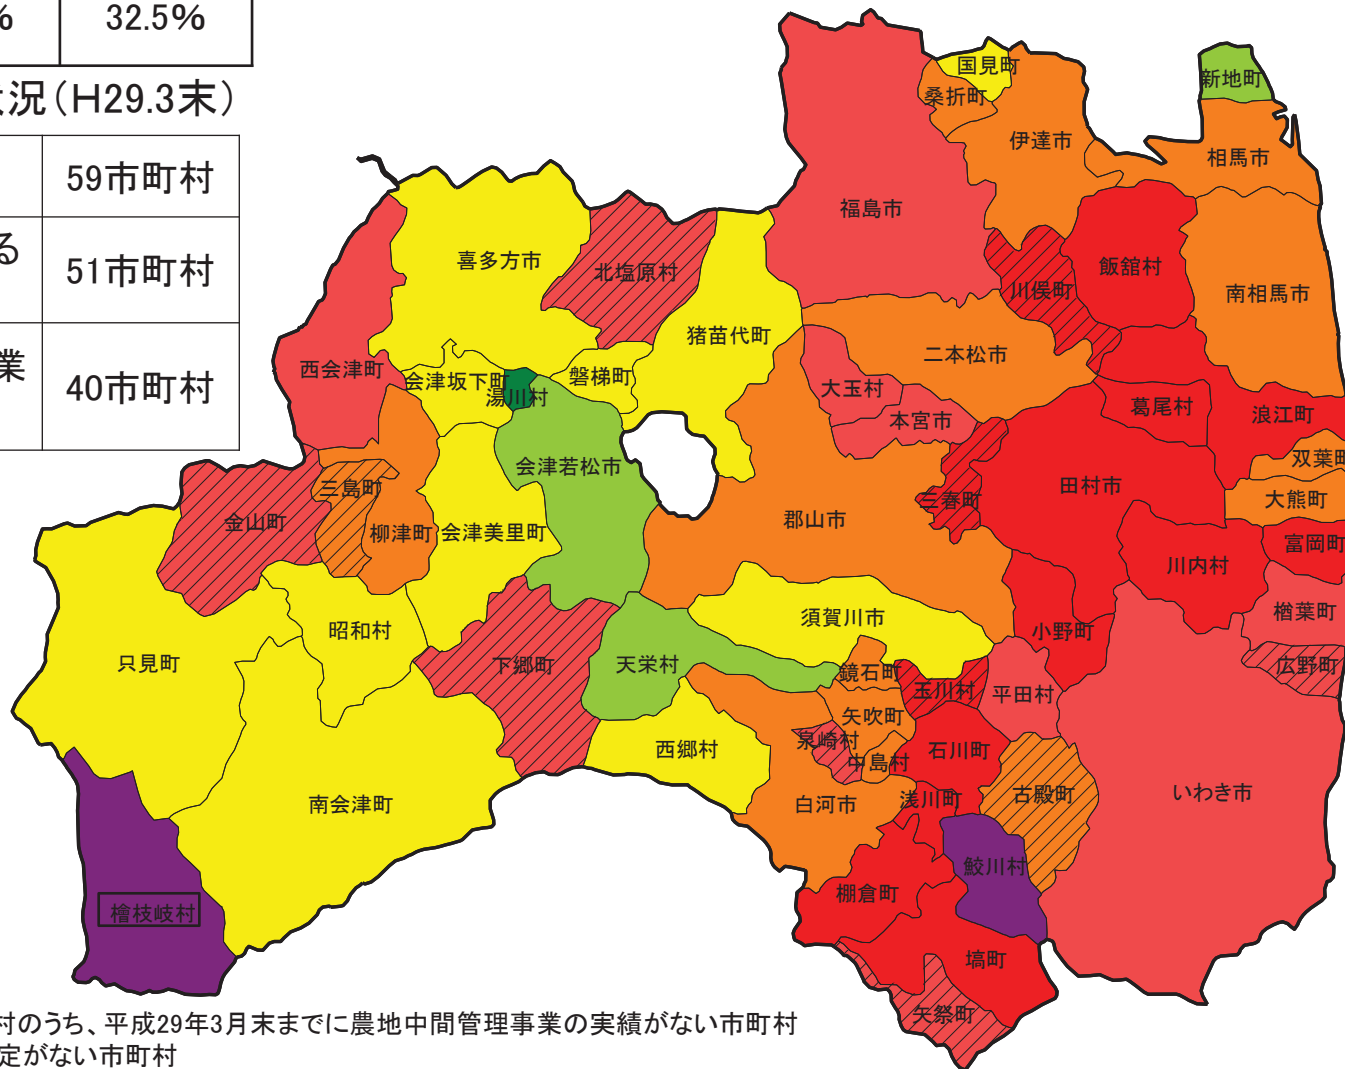 % 32.5%
況(H29.3末)
59市町村
る
51市町村
業
40市町村
国見町
新地町
桑折町
伊達市
相馬市
福島市
喜多方市
北塩原村
飯舘村
川俣町
南相馬市
猪苗代町
二本松市
西会津町
会津坂下町
磐梯町
大玉村
湯川村
葛尾村
浪江町
本宮市
双葉町
会津若松市
田村市
三島町
大熊町
三春町
金山町
郡山市
柳津町
会津美里町
富岡町
川内村
楢葉町
須賀川市
昭和村
小野町
只見町
下郷町
天栄村
広野町
鏡石町
玉川村
平田村
矢吹町
泉崎村
西郷村
石川町
中島村
いわき市
古殿町
浅川町
白河市
南会津町
鮫川村
棚倉町
檜枝岐村
塙町
矢祭町
村のうち、平成29年3月末までに農地中間管理事業の実績がない市町村
定がない市町村